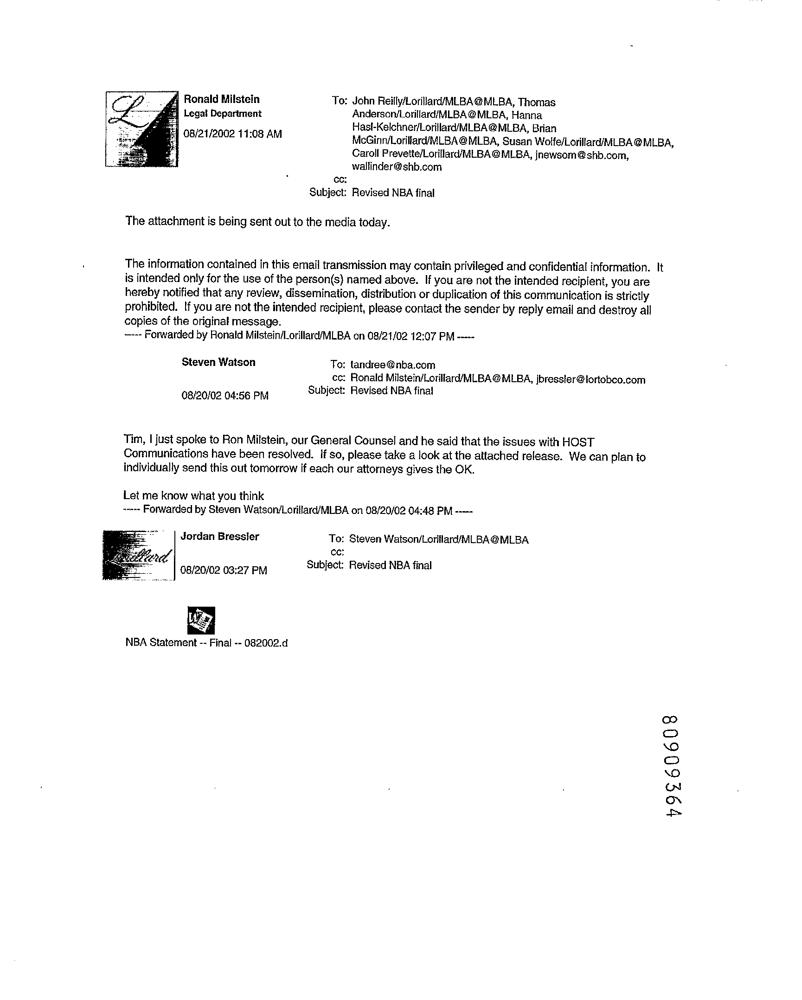 Ronald Milstein
Legal Department
08/21/2002 11:08 AM
To: John Reilly/Lorillard/MLBA@MLBA, Thomas
Anderson/Lorillard/MLBA@MLBA, Hanna
Hasl-Kelchner/Lorillard/MLBA@MLBA, Brian
McGinn/Lorillard/MLBA@MLBA, Susan Wolfe/Lorillard/MLBA@MLBA,
Caroll Prevette/Lorillard/MLBA@MLBA, jnewsom@shb.com,
wallinder@shb.com
cc:
Subject: Revised NBA final
The attachment is being sent out to the media today.
The information contained in this email transmission may contain privileged and confidential information. It
is intended only for the use of the person(s) named above. If you are not the intended recipient, you are
hereby notified that any review, dissemination, distribution or duplication of this communication is strictly
prohibited. If you are not the intended recipient, please contact the sender by reply email and destroy all
copies of the original message.
----- Forwarded by Ronald Milstein/Lorillard/MLBA on 08/21/02 12:07 PM -----
Steven Watson
08/20/02 04:56 PM
To: tandree@nba.com
cc: Ronald Milstein/Lorillard/MLBA@MLBA, jbressler@lortobco.com
Subject: Revised NBA final
Tim, I just spoke to Ron Milstein, our General Counsel and he said that the issues with HOST
Communications have been resolved. If so, please take a look at the attached release. We can plan to
individually send this out tomorrow if each our attorneys gives the OK.
Let me know what you think
----- Forwarded by Steven Watson/Lorillard/MLBA on 08/20/02 04:48 PM -----
Lorillard
Jordan Bressler
08/20/02 03:27 PM
To: Steven Watson/Lorillard/MLBA@MLBA
cc:
Subject: Revised NBA final
NBA Statement -- Final -- 082002.d
80909364